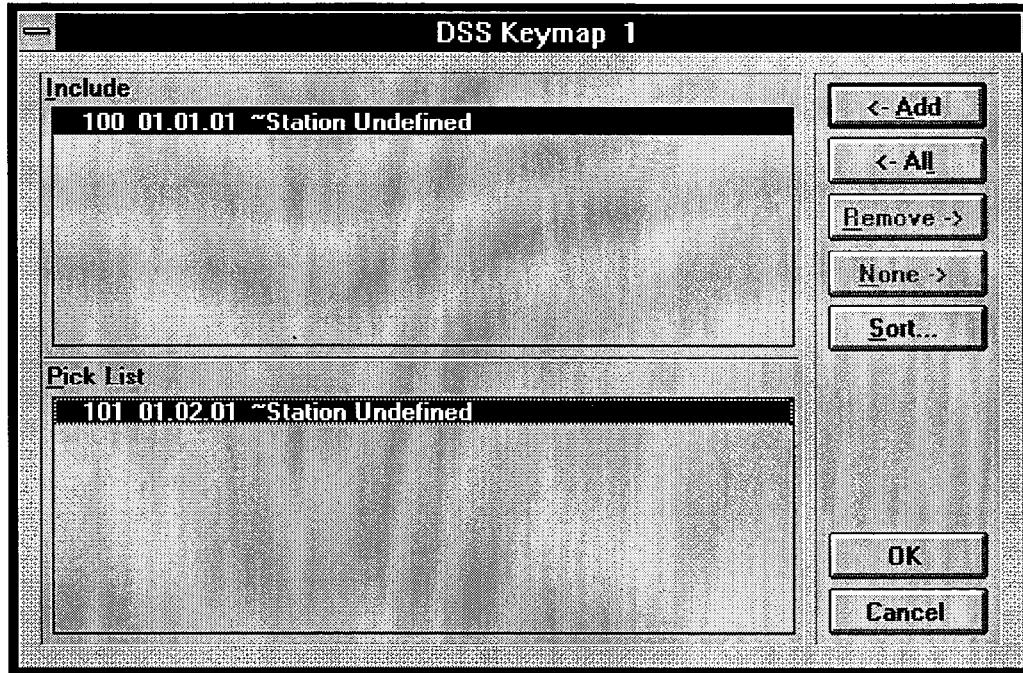 DSS Keymap 1
Include
100 01.01.01 ~Station Undefined
Pick List
101 01.02.01 ~Station Undefined
<- Add
<- All
Remove ->
None ->
Sort...
OK
Cancel